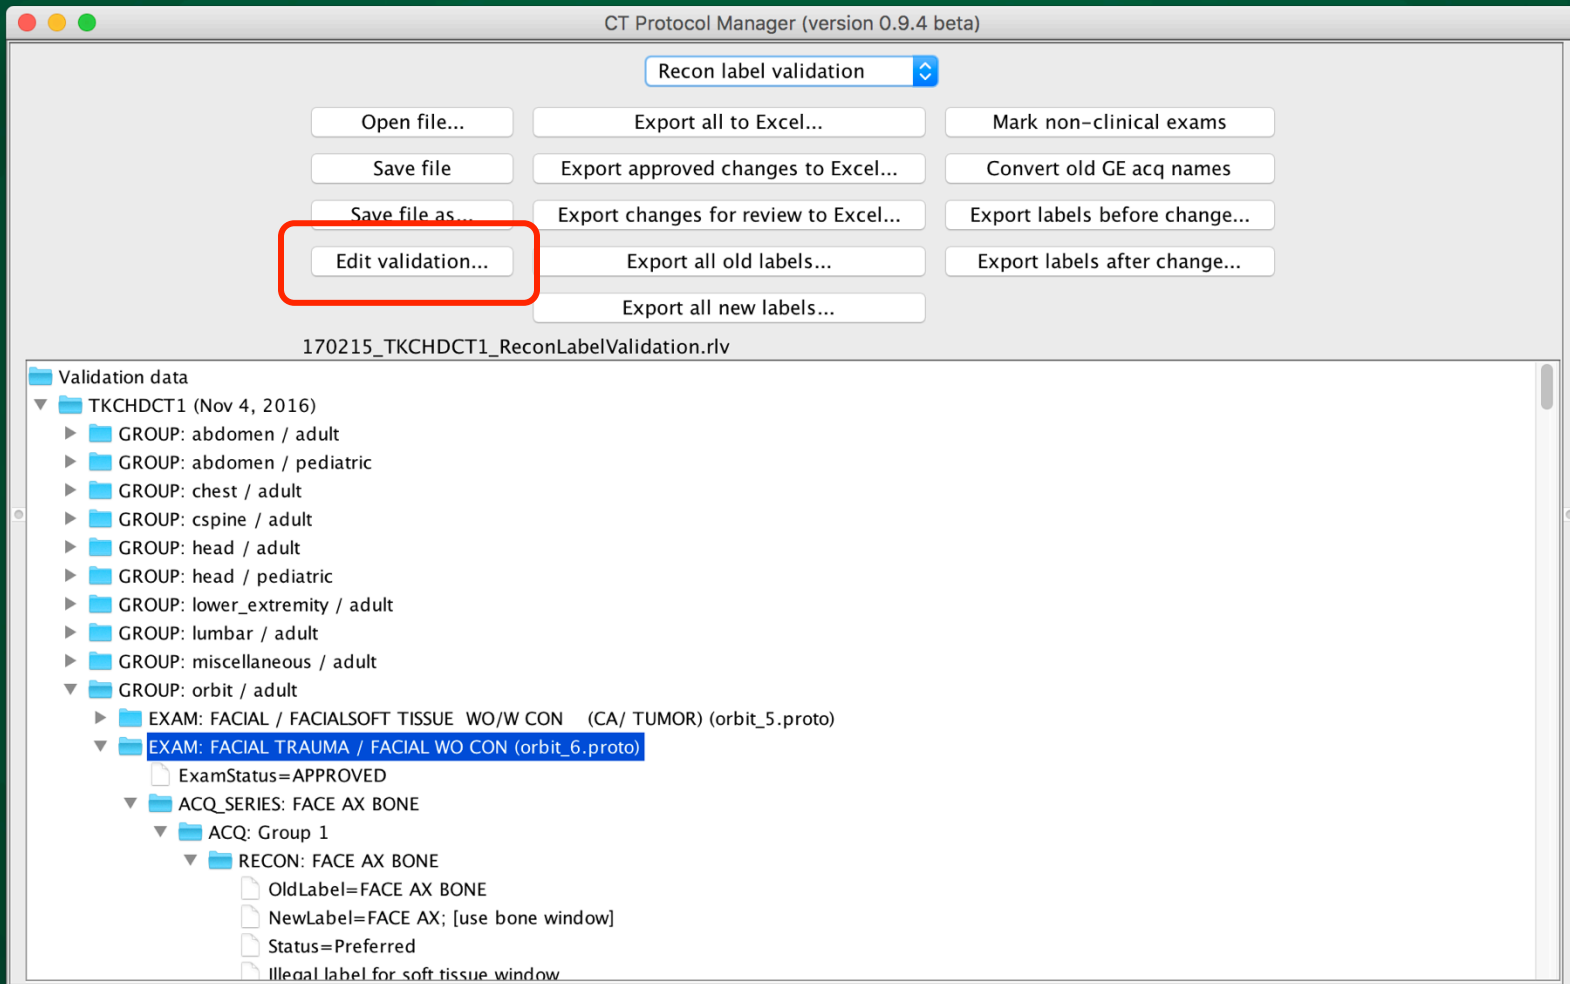 CT Protocol Manager (version 0.9.4 beta)
Recon label validation
Open file... Export all to Excel... Mark non-clinical exams
Save file Export approved changes to Excel... Convert old GE acq names
Save file as... Export changes for review to Excel... Export labels before change...
Edit validation... Export all old labels... Export labels after change...
Export all new labels...
170215_TKCHDCT1_ReconLabelValidation.rlv
Validation data
TKCHDCT1 (Nov 4, 2016)
GROUP: abdomen / adult
GROUP: abdomen / pediatric
GROUP: chest / adult
GROUP: cspine / adult
GROUP: head / adult
GROUP: head / pediatric
GROUP: lower_extremity / adult
GROUP: lumbar / adult
GROUP: miscellaneous / adult
GROUP: orbit / adult
EXAM: FACIAL / FACIALSOFT TISSUE  WO/W CON    (CA/ TUMOR) (orbit_5.proto)
EXAM: FACIAL TRAUMA / FACIAL WO CON (orbit_6.proto)
ExamStatus=APPROVED
ACQ_SERIES: FACE AX BONE
ACQ: Group 1
RECON: FACE AX BONE
OldLabel=FACE AX BONE
NewLabel=FACE AX; [use bone window]
Status=Preferred
Illegal label for soft tissue window